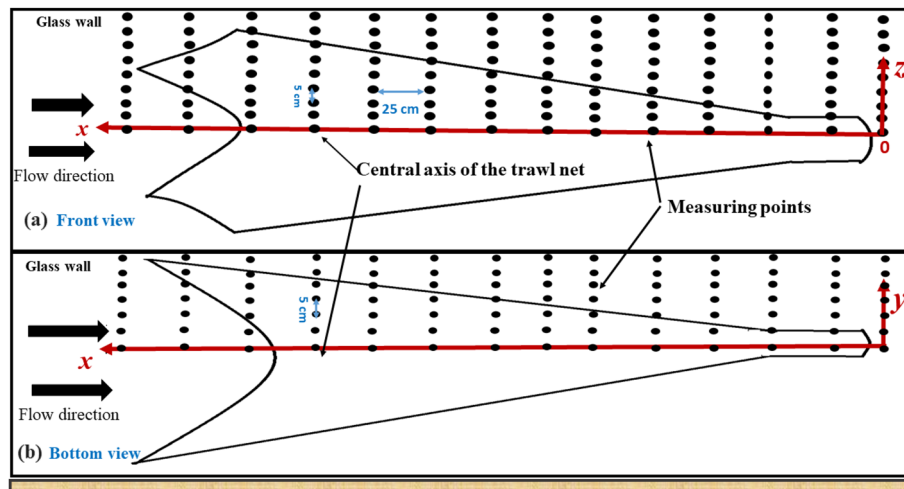 Glass wall
z
5 cm
25 cm
x
0
Flow direction
Central axis of the trawl net
Measuring points
(a) Front view
Glass wall
5 cm
y
x
Flow direction
(b) Bottom view